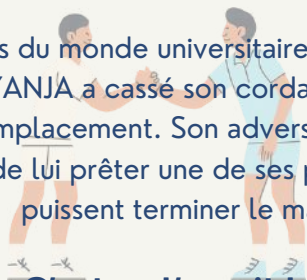 s du monde universitaire
'ANJA a cassé son corda
mplacement. Son advers
de lui prêter une de ses p
puissent terminer le m